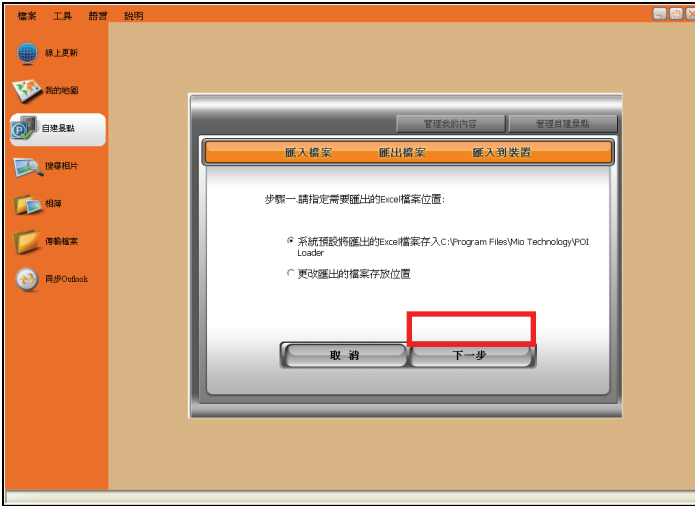 檔案 工具 語言 說明
線上更新
我的地圖
自建景點
搜尋相片
相簿
傳輸檔案
同步Outlook
管理我的內容 管理自建景點
匯入檔案 匯出檔案 匯入到裝置
步驟一.請指定需要匯出的Excel檔案位置:
系統預設將匯出的Excel檔案存入C:\Program Files\Mio Technology\POI
Loader
更改匯出的檔案存放位置
取 消 下一步